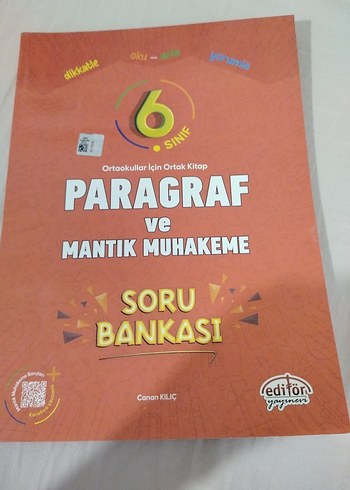 dikkatle
oku - anla
yorumla
6
.SINIF
Ortaokullar İçin Ortak Kitap
PARAGRAF
ve
MANTIK MUHAKEME
SORU
BANKASI
Canan KILIÇ
editör
yayınevi